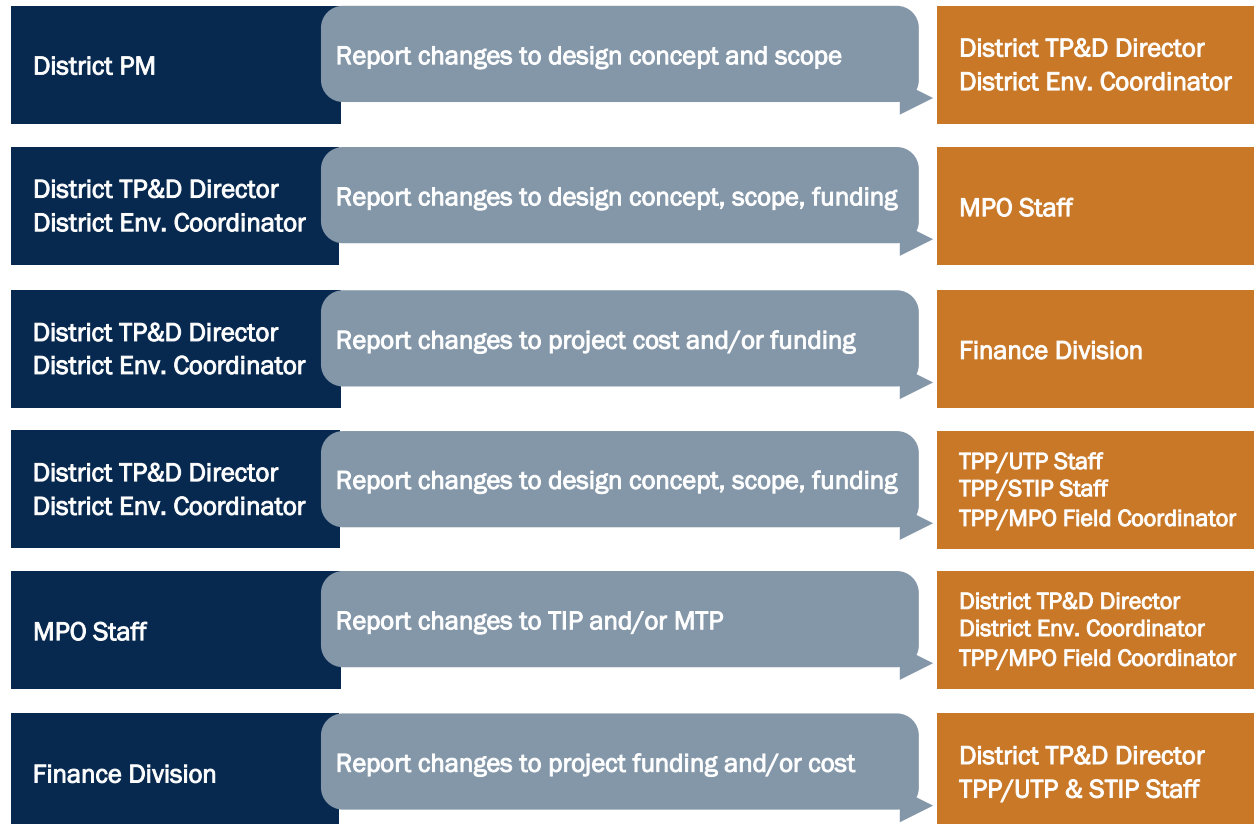 District PM
Report changes to design concept and scope
District TP&D Director
District Env. Coordinator
District TP&D Director
District Env. Coordinator
Report changes to design concept, scope, funding
MPO Staff
District TP&D Director
District Env. Coordinator
Report changes to project cost and/or funding
Finance Division
District TP&D Director
District Env. Coordinator
Report changes to design concept, scope, funding
TPP/UTP Staff
TPP/STIP Staff
TPP/MPO Field Coordinator
MPO Staff
Report changes to TIP and/or MTP
District TP&D Director
District Env. Coordinator
TPP/MPO Field Coordinator
Finance Division
Report changes to project funding and/or cost
District TP&D Director
TPP/UTP & STIP Staff